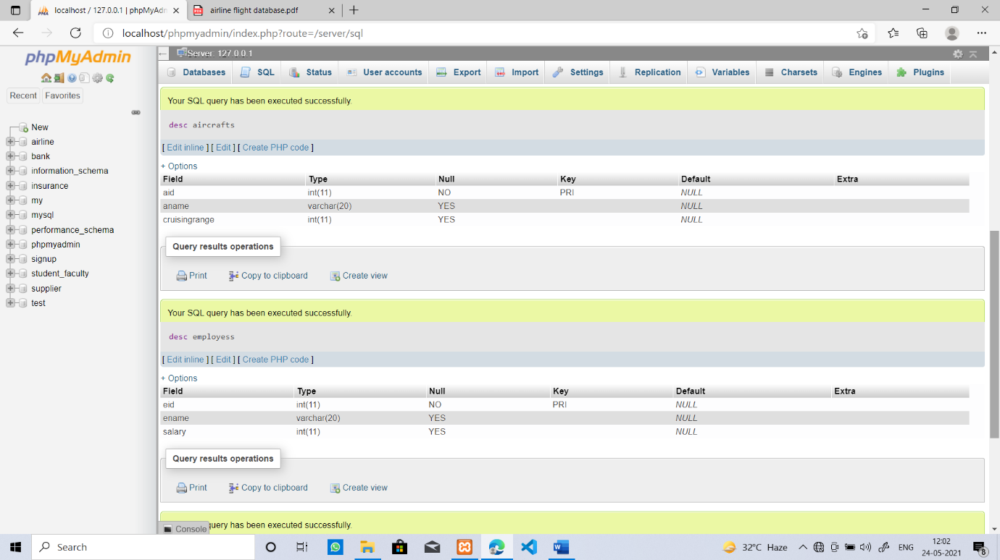 localhost / 127.0.0.1 | phpMyAdm
airline flight database.pdf
localhost/phpmyadmin/index.php?route=/server/sql
phpMyAdmin
Recent Favorites
New
airline
bank
information_schema
insurance
my
mysql
performance_schema
phpmyadmin
signup
student_faculty
supplier
test
Server: 127.0.0.1
Databases SQL Status User accounts Export Import Settings Replication Variables Charsets Engines Plugins
Your SQL query has been executed successfully.
desc aircrafts
[ Edit inline ] [ Edit ] [ Create PHP code ]
+ Options
Field Type Null Key Default Extra
aid int(11) NO PRI NULL
aname varchar(20) YES NULL
cruisingrange int(11) YES NULL
Query results operations
Print Copy to clipboard Create view
Your SQL query has been executed successfully.
desc employess
[ Edit inline ] [ Edit ] [ Create PHP code ]
+ Options
Field Type Null Key Default Extra
eid int(11) NO PRI NULL
ename varchar(20) YES NULL
salary int(11) YES NULL
Query results operations
Print Copy to clipboard Create view
query has been executed successfully.
Console
Search
32°C Haze
ENG
12:02
24-05-2021
8